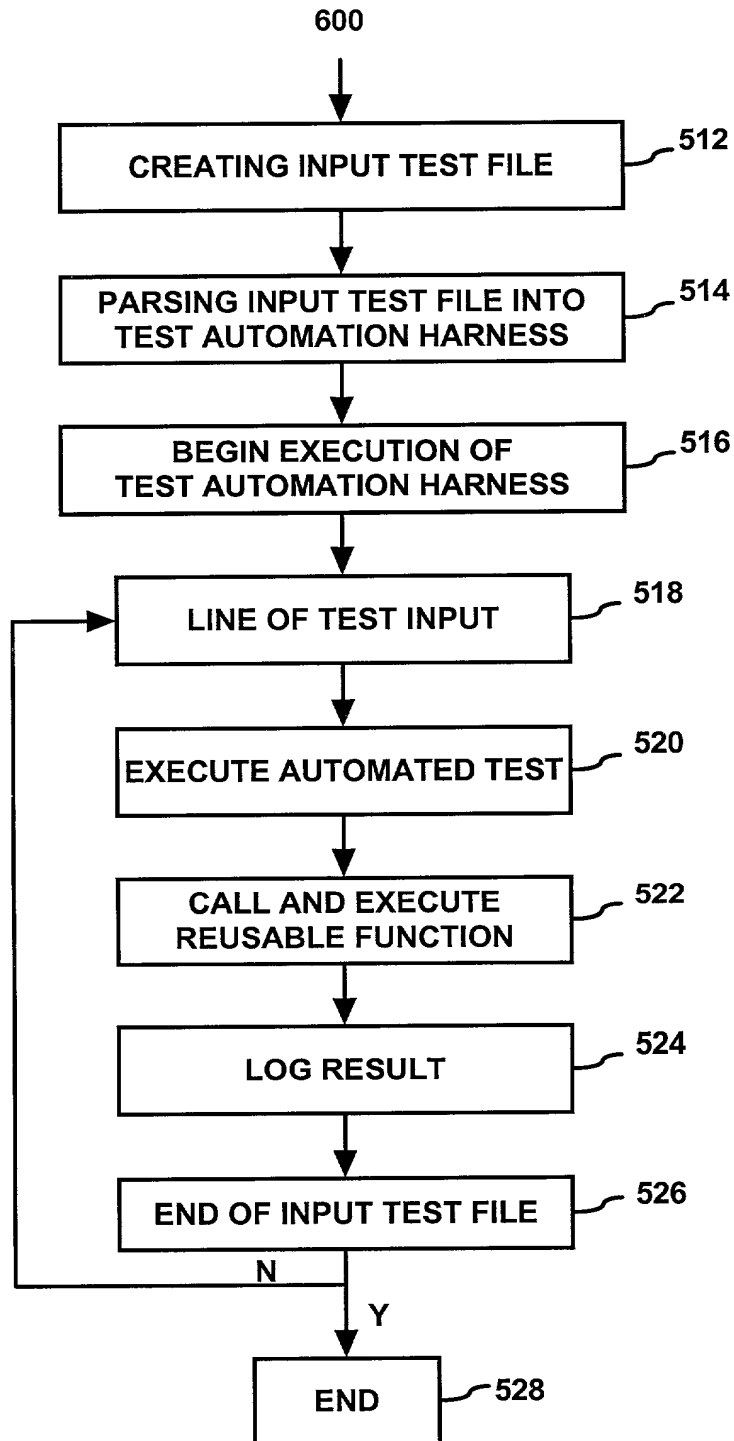 600
CREATING INPUT TEST FILE
512
PARSING INPUT TEST FILE INTO
TEST AUTOMATION HARNESS
514
BEGIN EXECUTION OF
TEST AUTOMATION HARNESS
516
LINE OF TEST INPUT
518
EXECUTE AUTOMATED TEST
520
CALL AND EXECUTE
REUSABLE FUNCTION
522
LOG RESULT
524
END OF INPUT TEST FILE
526
N
Y
END
528